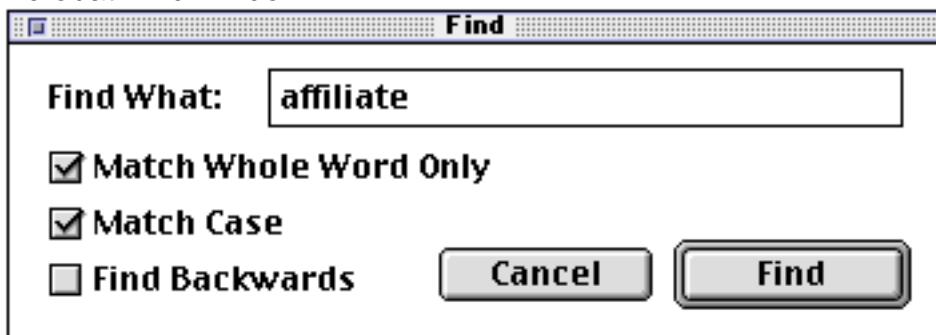 Find
Find What: affiliate
Match Whole Word Only
Match Case
Find Backwards Cancel Find